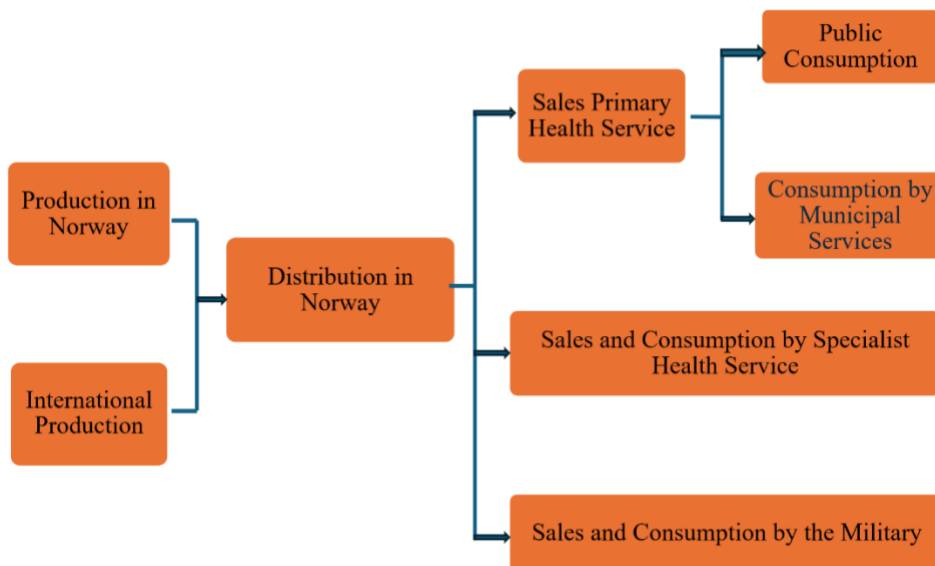 Production in
Norway
International
Production
Distribution in
Norway
Sales Primary
Health Service
Public
Consumption
Consumption by
Municipal
Services
Sales and Consumption by Specialist
Health Service
Sales and Consumption by the Military